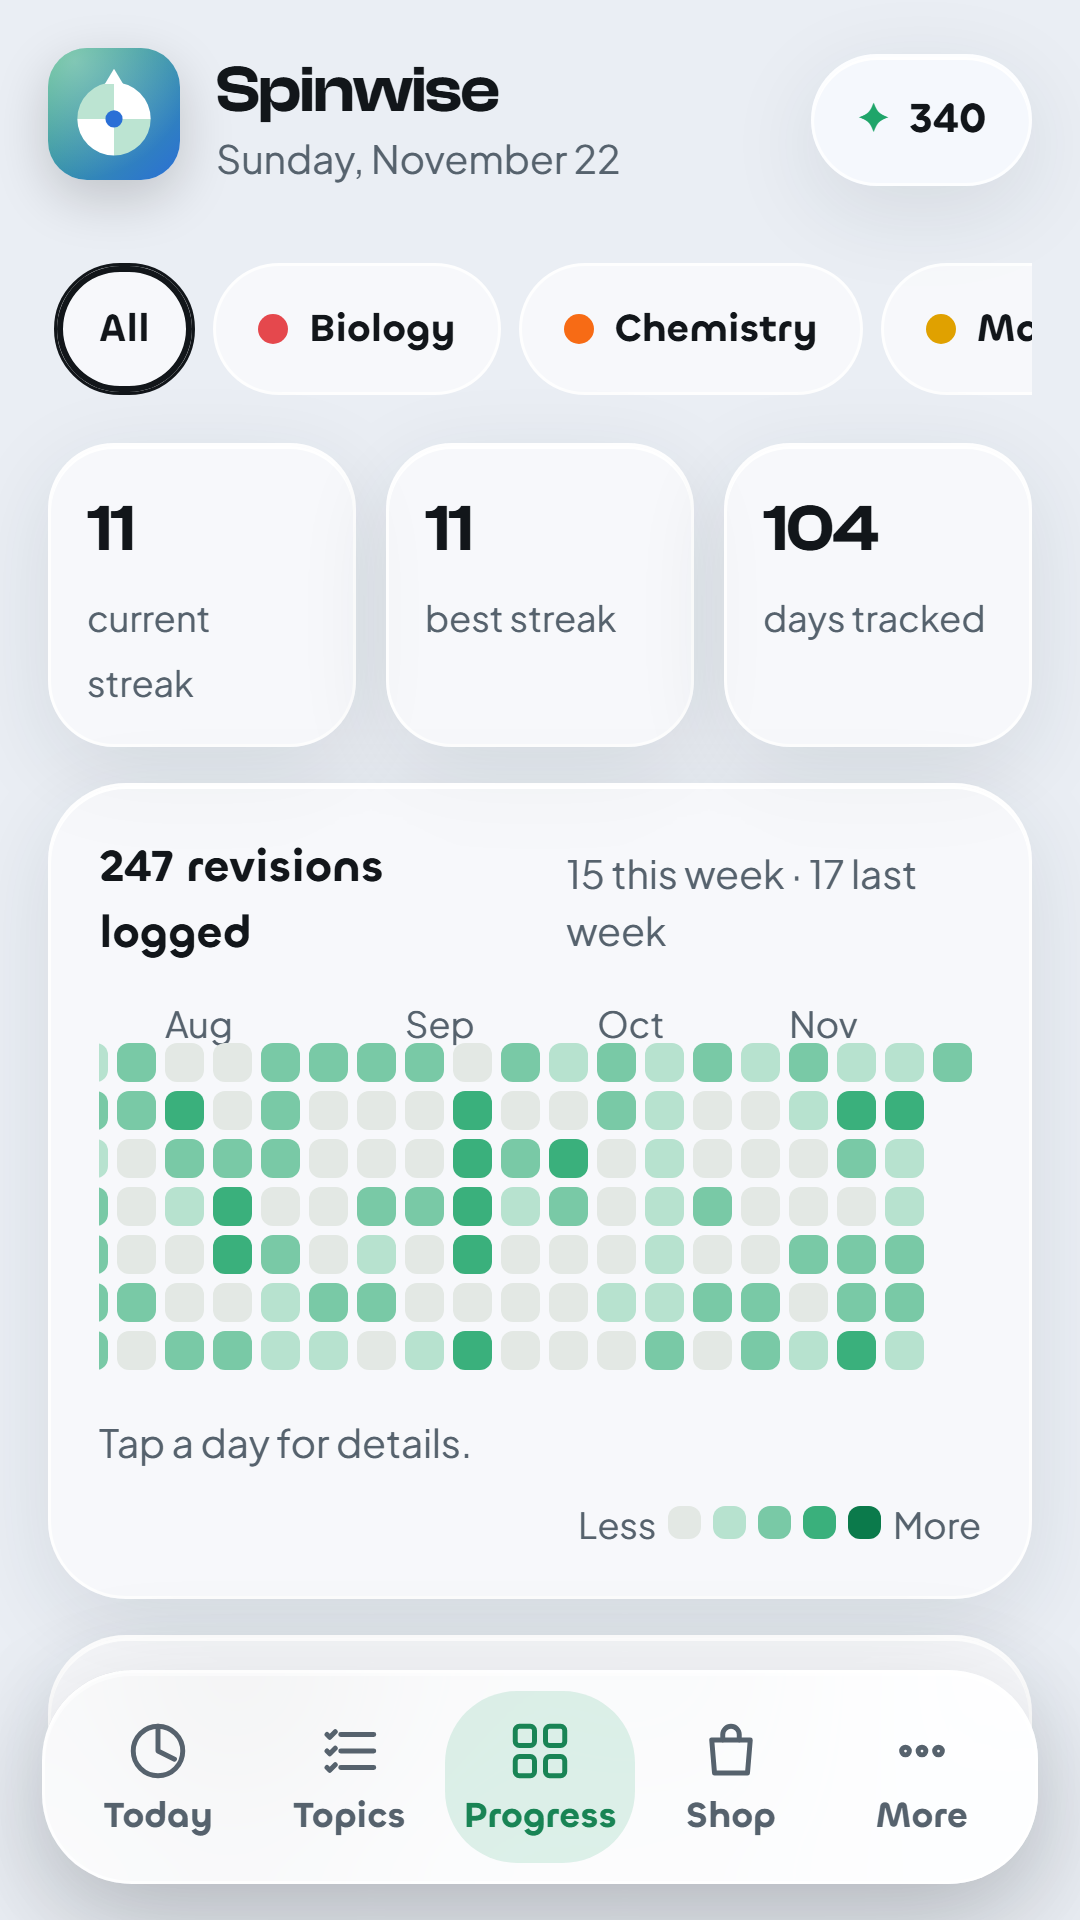 Spinwise
Sunday, November 22
340
All
Biology
Chemistry
11
current
streak
11
best streak
104
days tracked
247 revisions
logged
15 this week · 17 last
week
Aug
Sep
Oct
Nov
Tap a day for details.
Less
More
Today
Topics
Progress
Shop
More